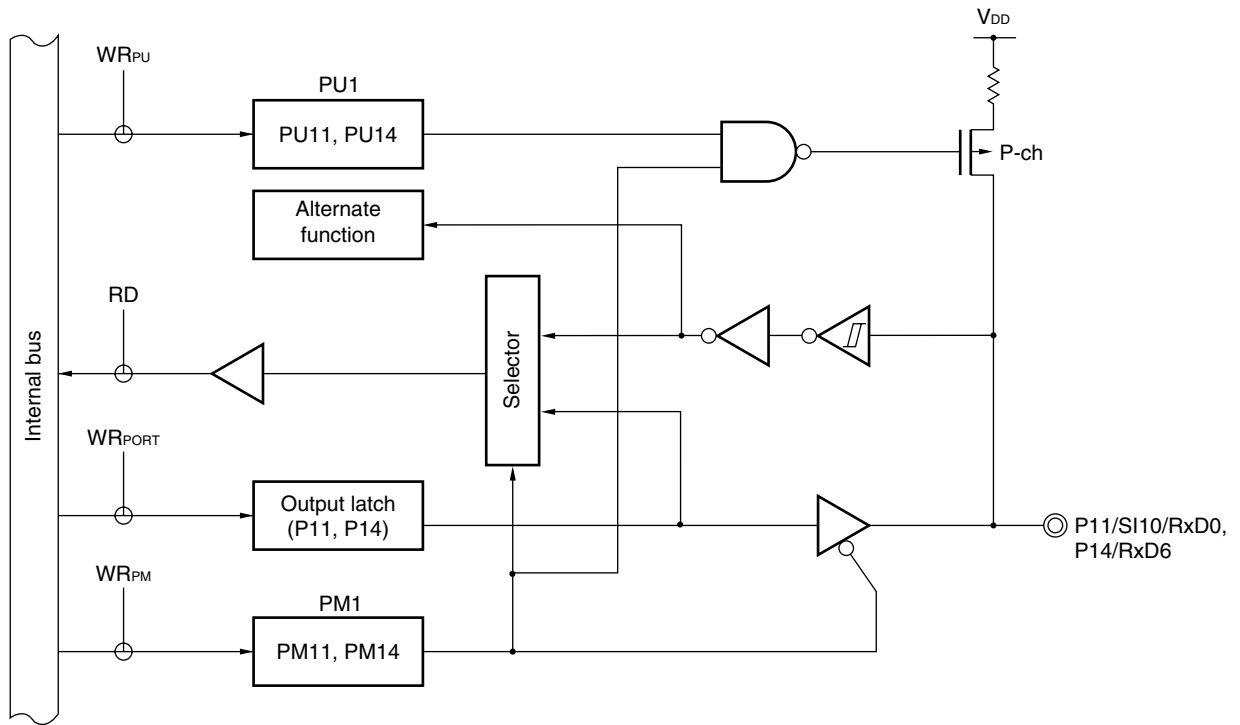 VDD
WRPU
PU1
PU11, PU14
P-ch
Alternate
function
RD
Selector
Internal bus
WRPORT
Output latch
(P11, P14)
P11/SI10/RxD0,
P14/RxD6
WRPM
PM1
PM11, PM14